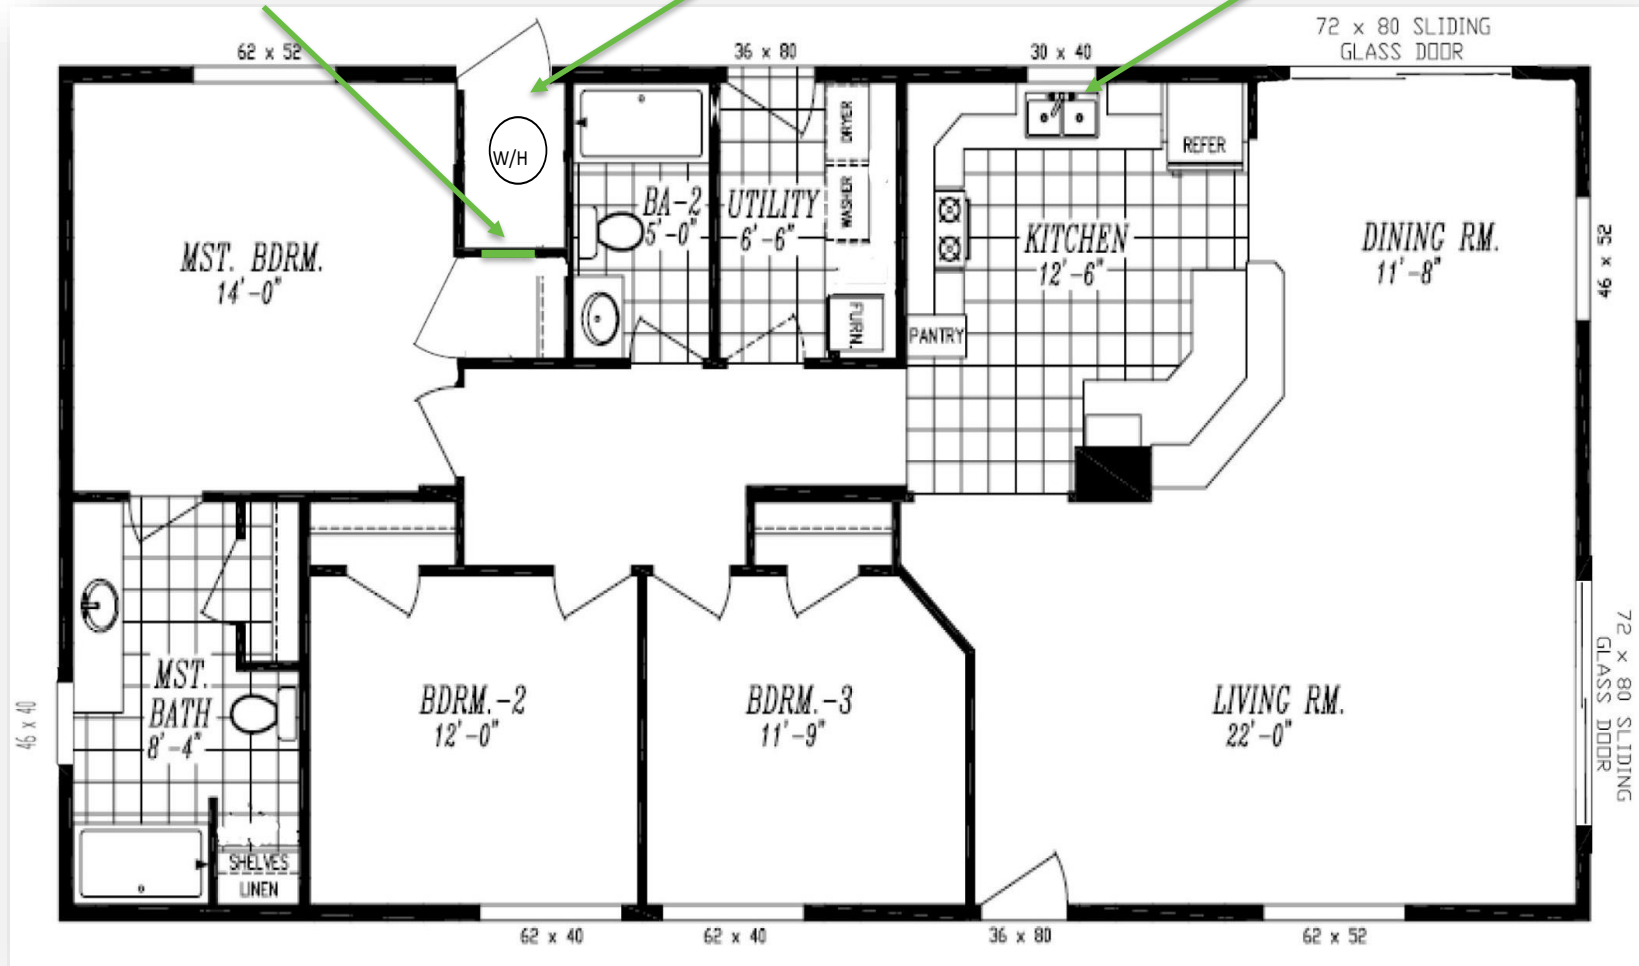 72 x 80 SLIDING
GLASS DOOR
62 x 52
36 x 80
30 x 40
W/H
DRYER
WASHER
REFER
BA-2
5'-0"
UTILITY
6'-6"
KITCHEN
12'-6"
DINING RM.
11'-8"
46 x 52
MST. BDRM.
14'-0"
FURN.
PANTRY
MST.
BATH
8'-4"
46 x 40
BDRM.-2
12'-0"
BDRM.-3
11'-9"
LIVING RM.
22'-0"
72 x 80 SLIDING
GLASS DOOR
SHELVES
LINEN
62 x 40
62 x 40
36 x 80
62 x 52